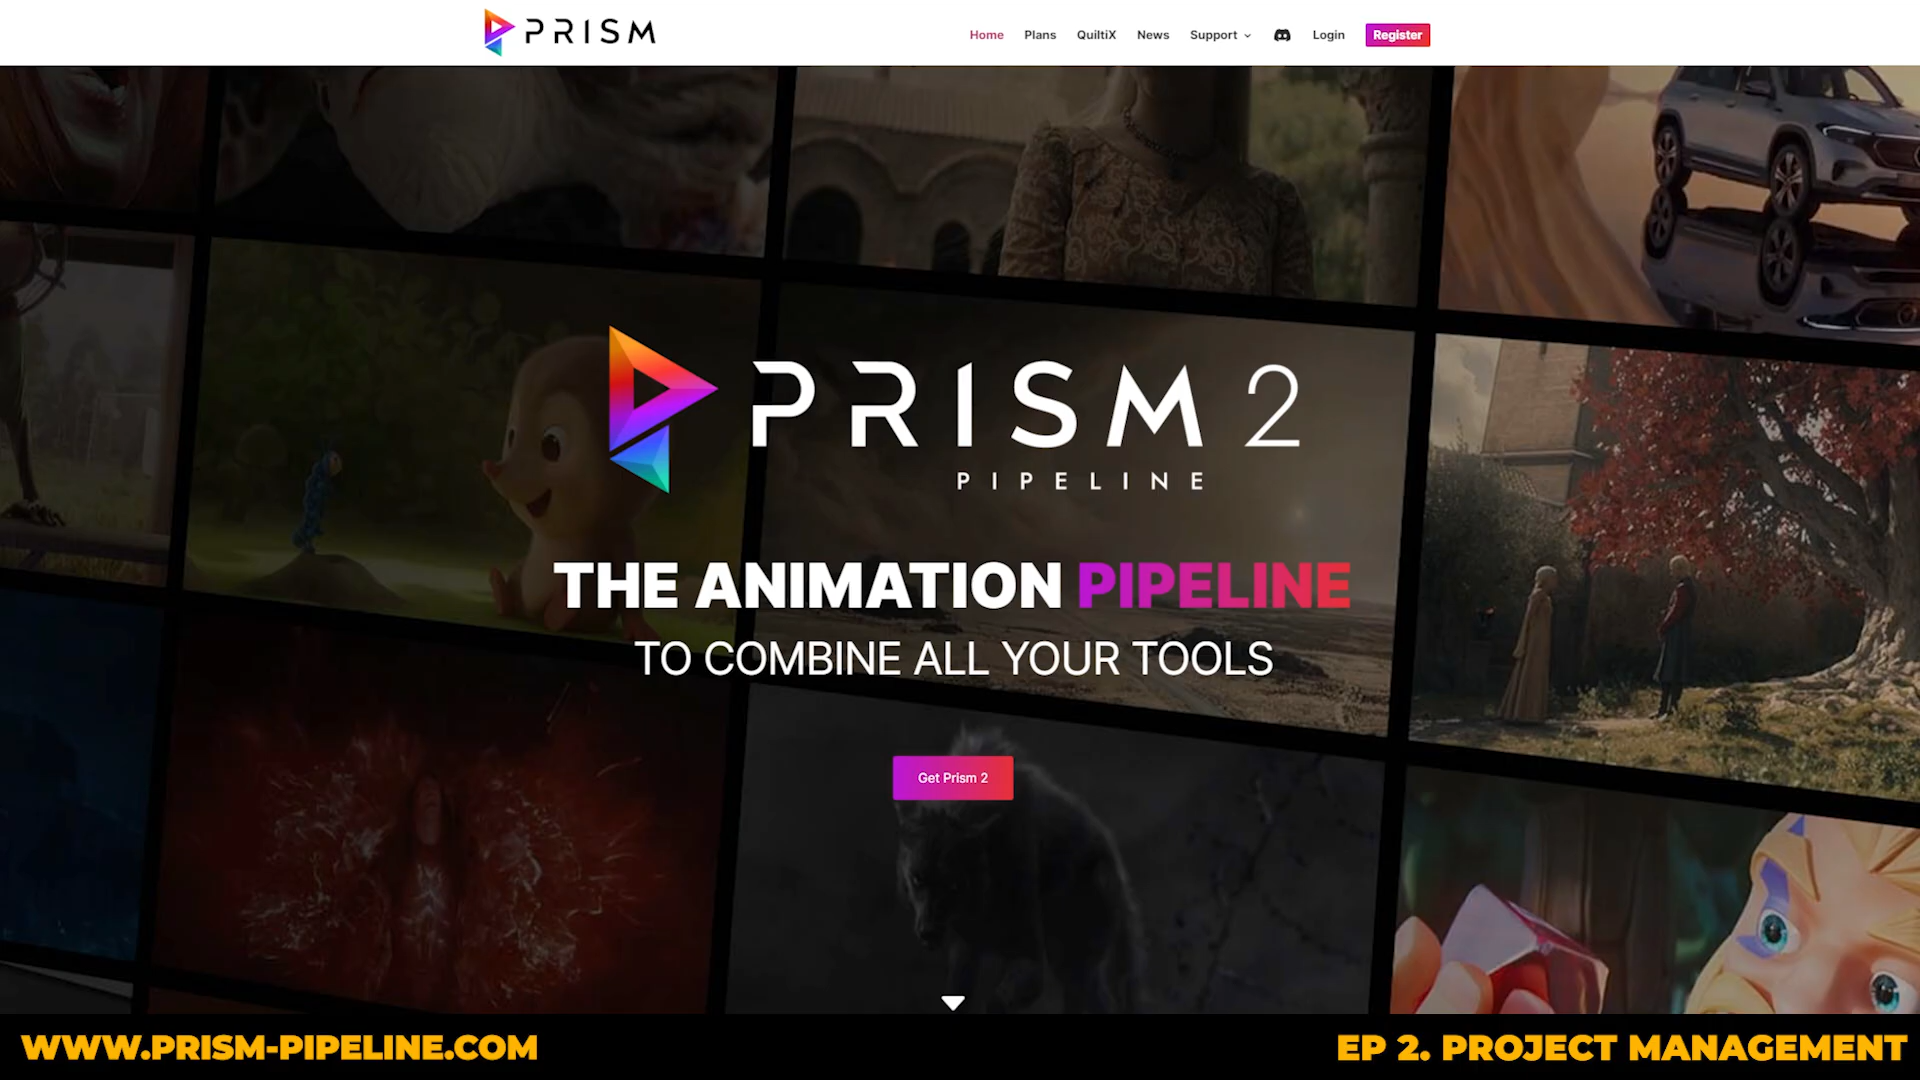 PRISM
Home Plans QuiltiX News Support Login Register
PRISM 2
PIPELINE
THE ANIMATION PIPELINE
TO COMBINE ALL YOUR TOOLS
Get Prism 2
WWW.PRISM-PIPELINE.COM
EP 2. PROJECT MANAGEMENT